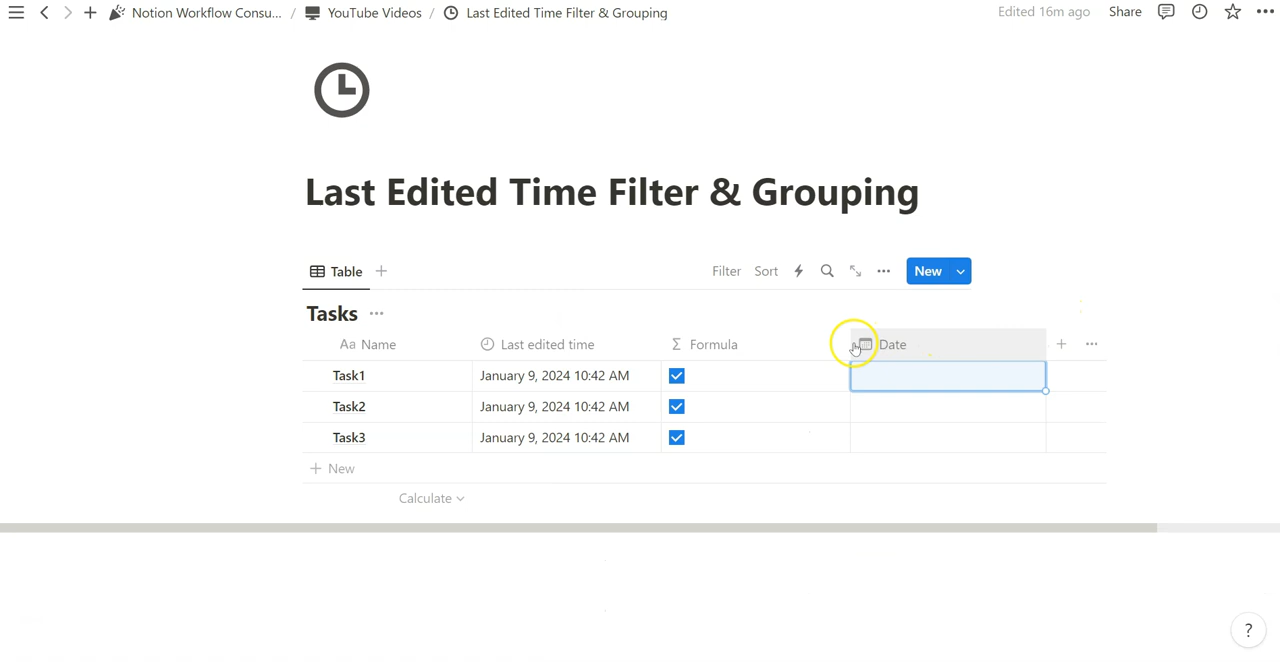 Notion Workflow Consu... / YouTube Videos / Last Edited Time Filter & Grouping Edited 16m ago Share
Last Edited Time Filter & Grouping
Table Filter Sort New
Tasks
Aa Name Last edited time Σ Formula Date
Task1 January 9, 2024 10:42 AM
Task2 January 9, 2024 10:42 AM
Task3 January 9, 2024 10:42 AM
+ New
Calculate
?